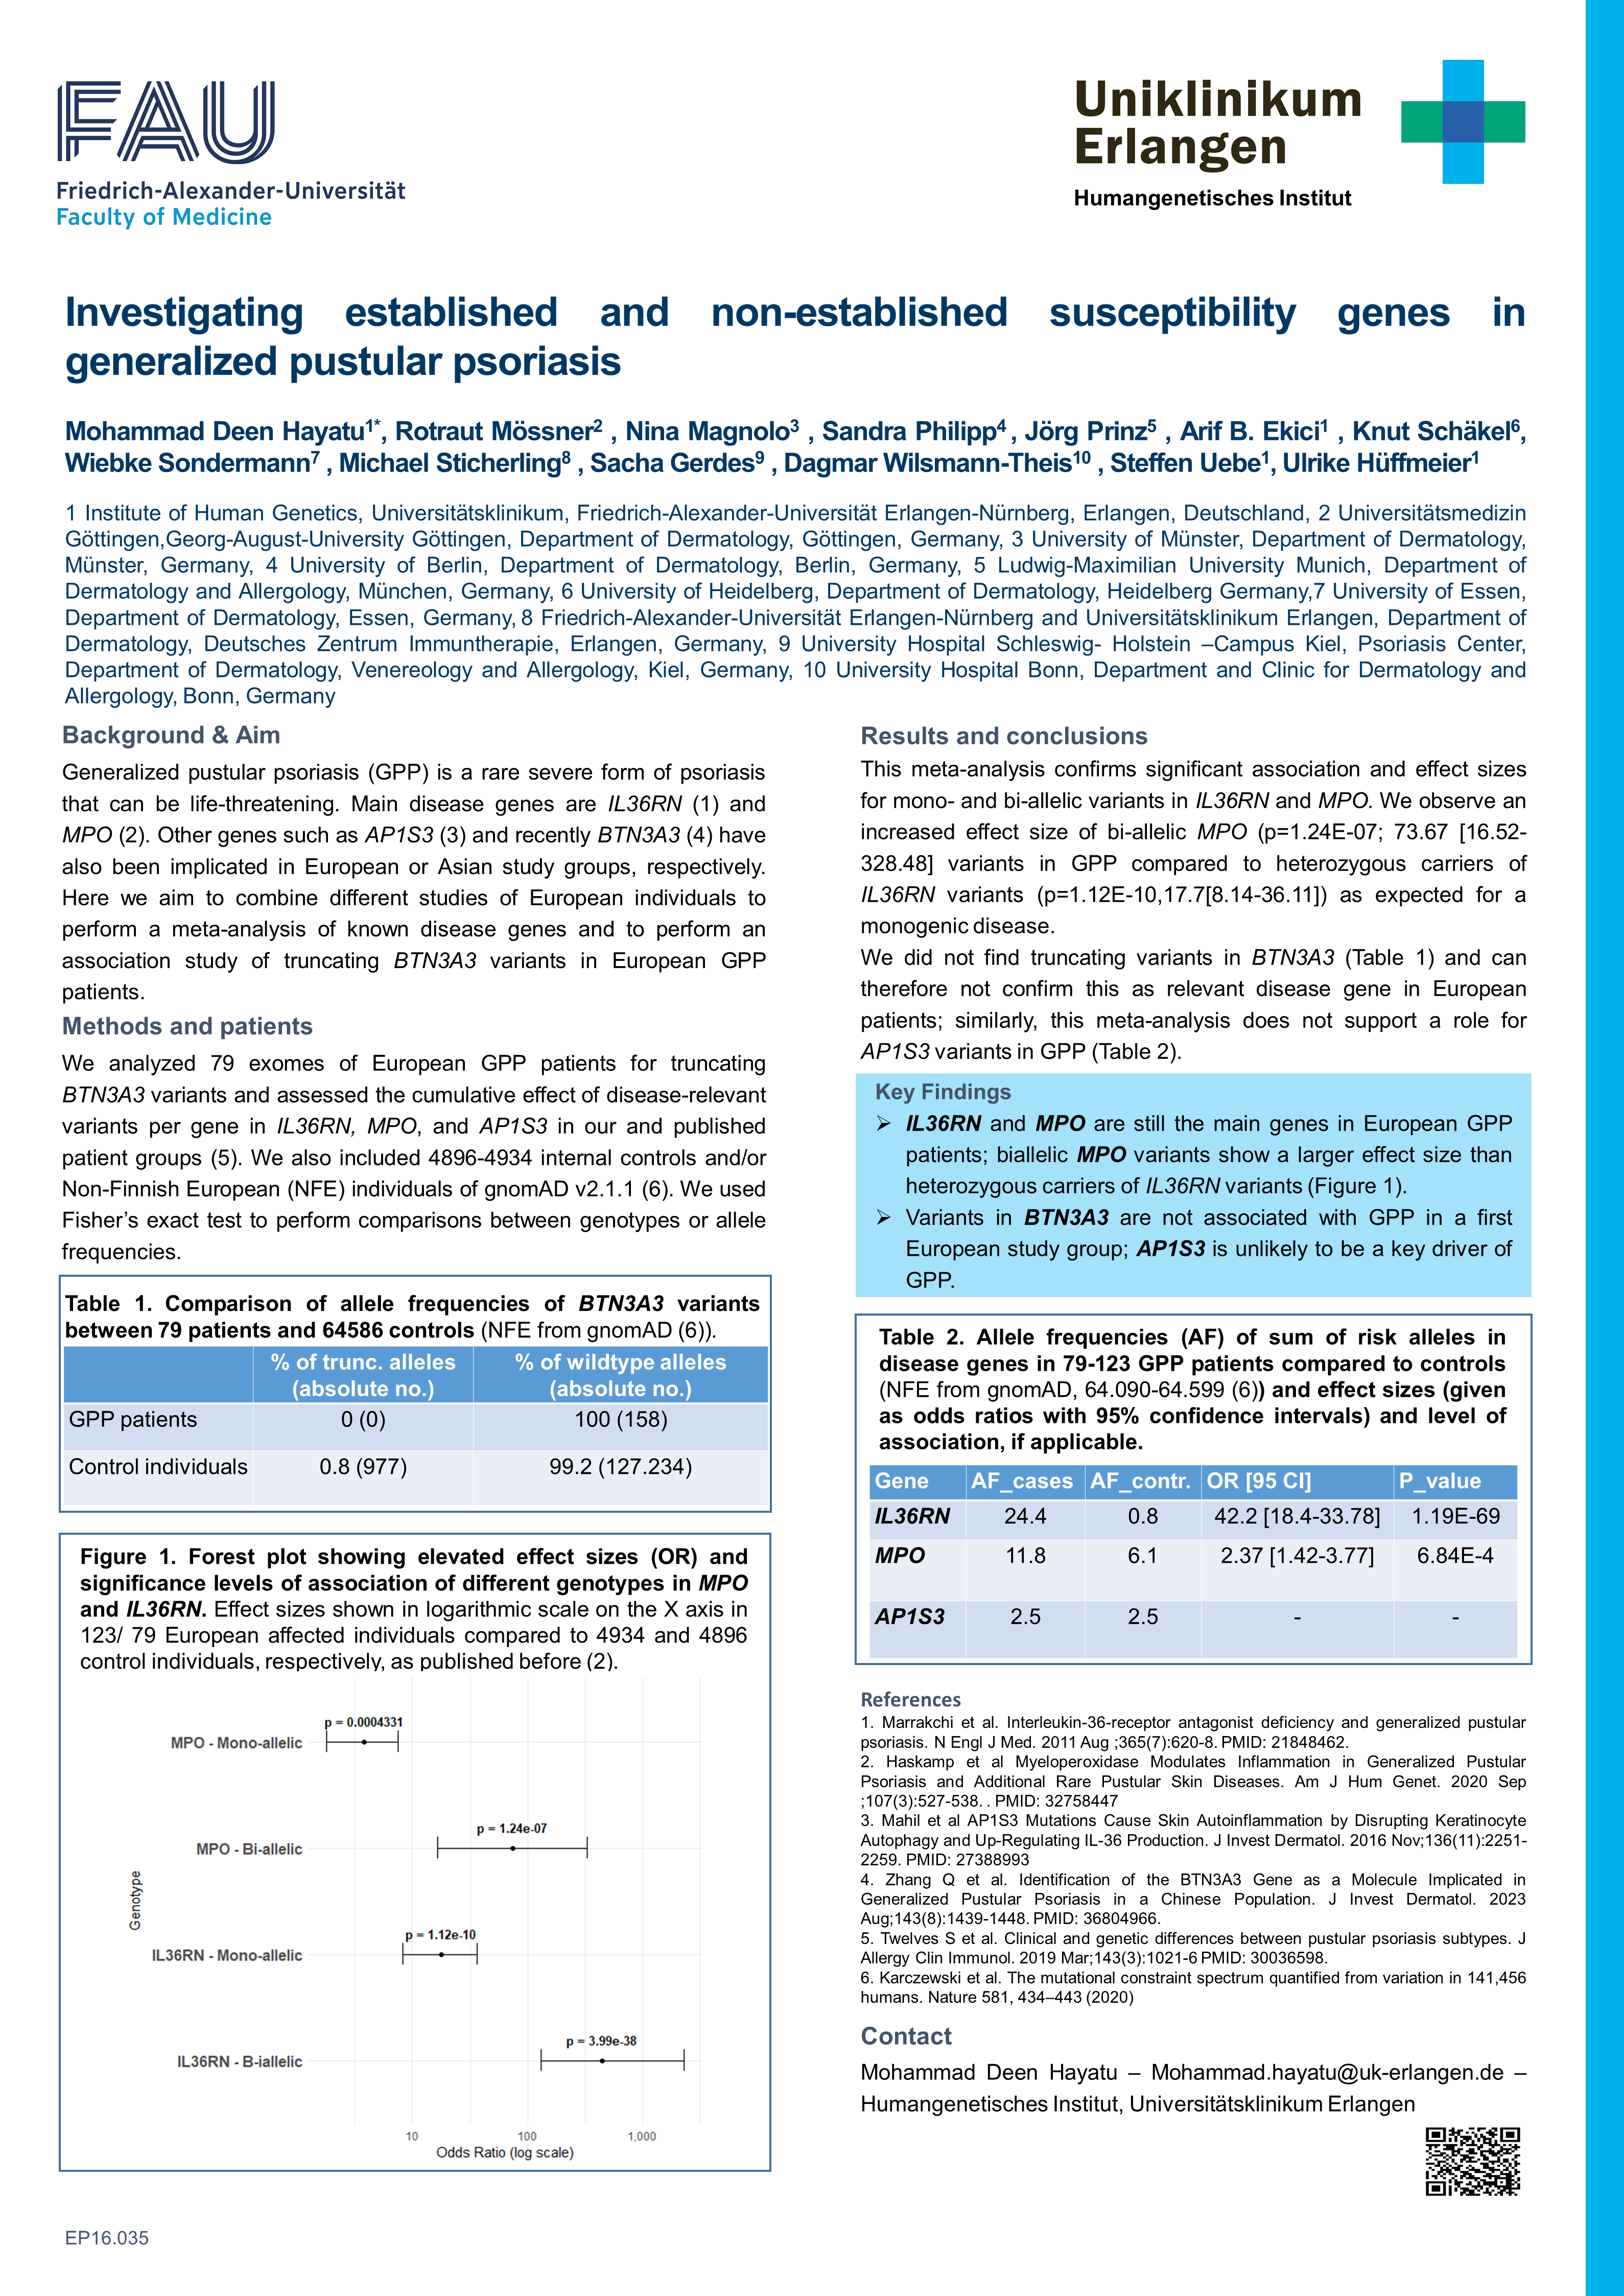 FAU
Friedrich-Alexander-Universität
Faculty of Medicine
Uniklinikum
Erlangen
Humangenetisches Institut
Investigating established and non-established susceptibility genes in
generalized pustular psoriasis
Mohammad Deen Hayatu1*, Rotraut Mössner2 , Nina Magnolo3 , Sandra Philipp4 , Jörg Prinz5 , Arif B. Ekici1 , Knut Schäkel6,
Wiebke Sondermann7 , Michael Sticherling8 , Sacha Gerdes9 , Dagmar Wilsmann-Theis10 , Steffen Uebe1, Ulrike Hüffmeier1
1 Institute of Human Genetics, Universitätsklinikum, Friedrich-Alexander-Universität Erlangen-Nürnberg, Erlangen, Deutschland, 2 Universitätsmedizin
Göttingen,Georg-August-University Göttingen, Department of Dermatology, Göttingen, Germany, 3 University of Münster, Department of Dermatology,
Münster, Germany, 4 University of Berlin, Department of Dermatology, Berlin, Germany, 5 Ludwig-Maximilian University Munich, Department of
Dermatology and Allergology, München, Germany, 6 University of Heidelberg, Department of Dermatology, Heidelberg Germany,7 University of Essen,
Department of Dermatology, Essen, Germany, 8 Friedrich-Alexander-Universität Erlangen-Nürnberg and Universitätsklinikum Erlangen, Department of
Dermatology, Deutsches Zentrum Immuntherapie, Erlangen, Germany, 9 University Hospital Schleswig- Holstein –Campus Kiel, Psoriasis Center,
Department of Dermatology, Venereology and Allergology, Kiel, Germany, 10 University Hospital Bonn, Department and Clinic for Dermatology and
Allergology, Bonn, Germany
Background & Aim
Generalized pustular psoriasis (GPP) is a rare severe form of psoriasis
that can be life-threatening. Main disease genes are IL36RN (1) and
MPO (2). Other genes such as AP1S3 (3) and recently BTN3A3 (4) have
also been implicated in European or Asian study groups, respectively.
Here we aim to combine different studies of European individuals to
perform a meta-analysis of known disease genes and to perform an
association study of truncating BTN3A3 variants in European GPP
patients.
Methods and patients
We analyzed 79 exomes of European GPP patients for truncating
BTN3A3 variants and assessed the cumulative effect of disease-relevant
variants per gene in IL36RN, MPO, and AP1S3 in our and published
patient groups (5). We also included 4896-4934 internal controls and/or
Non-Finnish European (NFE) individuals of gnomAD v2.1.1 (6). We used
Fisher's exact test to perform comparisons between genotypes or allele
frequencies.
Table 1. Comparison of allele frequencies of BTN3A3 variants
between 79 patients and 64586 controls (NFE from gnomAD (6)).
% of trunc. alleles (absolute no.) % of wildtype alleles (absolute no.)
GPP patients 0 (0) 100 (158)
Control individuals 0.8 (977) 99.2 (127.234)
Figure 1. Forest plot showing elevated effect sizes (OR) and
significance levels of association of different genotypes in MPO
and IL36RN. Effect sizes shown in logarithmic scale on the X axis in
123/ 79 European affected individuals compared to 4934 and 4896
control individuals, respectively, as published before (2).
p = 0.0004331
MPO - Mono-allelic
p = 1.24e-07
MPO - Bi-allelic
Genotype
p = 1.12e-10
IL36RN - Mono-allelic
p = 3.99e-38
IL36RN - B-iallelic
10 100 1,000
Odds Ratio (log scale)
EP16.035
Results and conclusions
This meta-analysis confirms significant association and effect sizes
for mono- and bi-allelic variants in IL36RN and MPO. We observe an
increased effect size of bi-allelic MPO (p=1.24E-07; 73.67 [16.52-
328.48] variants in GPP compared to heterozygous carriers of
IL36RN variants (p=1.12E-10,17.7[8.14-36.11]) as expected for a
monogenic disease.
We did not find truncating variants in BTN3A3 (Table 1) and can
therefore not confirm this as relevant disease gene in European
patients; similarly, this meta-analysis does not support a role for
AP1S3 variants in GPP (Table 2).
Key Findings
➢ IL36RN and MPO are still the main genes in European GPP
patients; biallelic MPO variants show a larger effect size than
heterozygous carriers of IL36RN variants (Figure 1).
➢ Variants in BTN3A3 are not associated with GPP in a first
European study group; AP1S3 is unlikely to be a key driver of
GPP.
Table 2. Allele frequencies (AF) of sum of risk alleles in
disease genes in 79-123 GPP patients compared to controls
(NFE from gnomAD, 64.090-64.599 (6)) and effect sizes (given
as odds ratios with 95% confidence intervals) and level of
association, if applicable.
Gene AF_cases AF_contr. OR [95 CI] P_value
IL36RN 24.4 0.8 42.2 [18.4-33.78] 1.19E-69
MPO 11.8 6.1 2.37 [1.42-3.77] 6.84E-4
AP1S3 2.5 2.5 - -
References
1. Marrakchi et al. Interleukin-36-receptor antagonist deficiency and generalized pustular
psoriasis. N Engl J Med. 2011 Aug ;365(7):620-8. PMID: 21848462.
2. Haskamp et al Myeloperoxidase Modulates Inflammation in Generalized Pustular
Psoriasis and Additional Rare Pustular Skin Diseases. Am J Hum Genet. 2020 Sep
;107(3):527-538. . PMID: 32758447
3. Mahil et al AP1S3 Mutations Cause Skin Autoinflammation by Disrupting Keratinocyte
Autophagy and Up-Regulating IL-36 Production. J Invest Dermatol. 2016 Nov;136(11):2251-
2259. PMID: 27388993
4. Zhang Q et al. Identification of the BTN3A3 Gene as a Molecule Implicated in
Generalized Pustular Psoriasis in a Chinese Population. J Invest Dermatol. 2023
Aug;143(8):1439-1448. PMID: 36804966.
5. Twelves S et al. Clinical and genetic differences between pustular psoriasis subtypes. J
Allergy Clin Immunol. 2019 Mar;143(3):1021-6 PMID: 30036598.
6. Karczewski et al. The mutational constraint spectrum quantified from variation in 141,456
humans. Nature 581, 434–443 (2020)
Contact
Mohammad Deen Hayatu – Mohammad.hayatu@uk-erlangen.de –
Humangenetisches Institut, Universitätsklinikum Erlangen